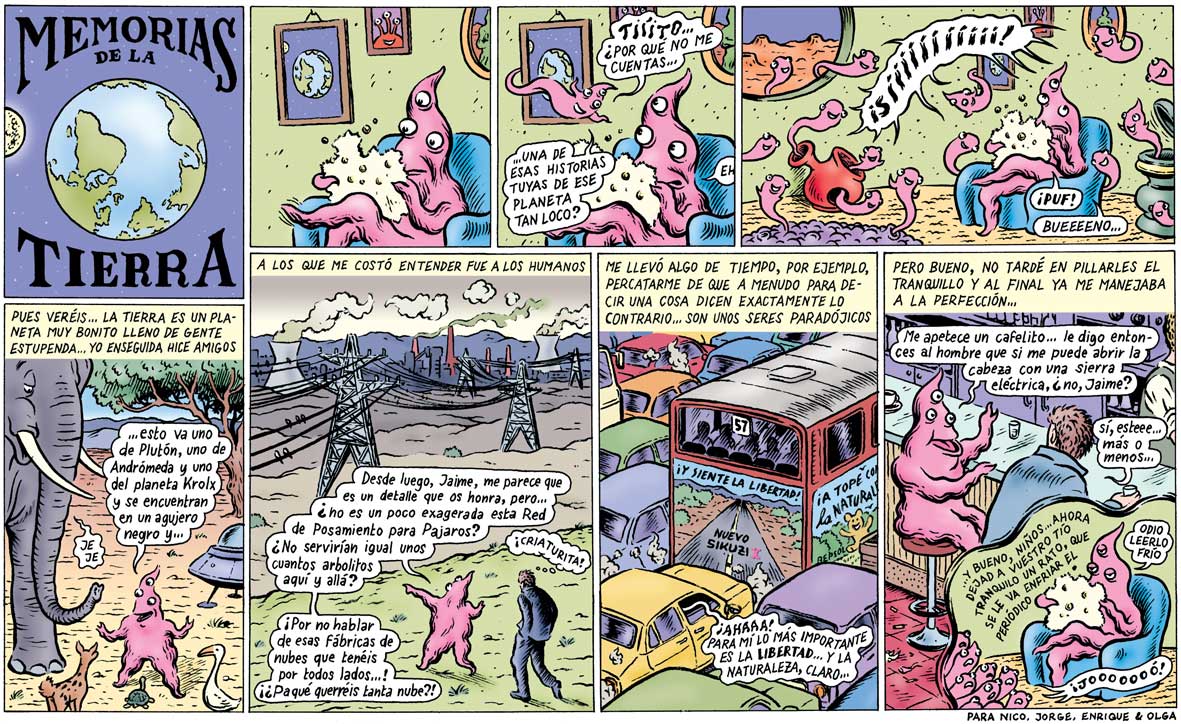 MEMORIAS
DE LA
TIERRA
TIIIÍTO...
¿POR QUÉ NO ME
CUENTAS...
...UNA DE
ESAS HISTORIAS
TUYAS DE ESE
PLANETA
TAN LOCO?
EH
¡Síííííííííííí!
¡PUF!
BUEEEENO...
PUES VERÉIS... LA TIERRA ES UN PLA-
NETA MUY BONITO LLENO DE GENTE
ESTUPENDA... YO ENSEGUIDA HICE AMIGOS
...esto va uno
de Plutón, uno de
Andrómeda y uno
del planeta Krolx
y se encuentran
en un agujero
negro y...
JE
JE
A LOS QUE ME COSTÓ ENTENDER FUE A LOS HUMANOS
Desde luego, Jaime, me parece que
es un detalle que os honra, pero...
¿no es un poco exagerada esta Red
de Posamiento para Pajaros?
¿No servirían igual unos
cuantos arbolitos
aquí y allá?
¡CRIATURITA!
¡Por no hablar
de esas Fábricas de
nubes que tenéis
por todos lados...!
¡¿Pa qué querréis tanta nube?!
ME LLEVÓ ALGO DE TIEMPO, POR EJEMPLO,
PERCATARME DE QUE A MENUDO PARA DE-
CIR UNA COSA DICEN EXACTAMENTE LO
CONTRARIO... SON UNOS SERES PARADÓJICOS
57
¡Y SIENTE LA LIBERTAD!
NUEVO
SIKUZI
¡A TOPE CON
la NATURAL
REPSOL
¡AHAAA!
PARA MÍ LO MÁS IMPORTANTE
ES LA LIBERTAD... Y LA
NATURALEZA, CLARO...
PERO BUENO, NO TARDÉ EN PILLARLES EL
TRANQUILLO Y AL FINAL YA ME MANEJABA
A LA PERFECCIÓN...
Me apetece un cafelito... le digo enton-
ces al hombre que si me puede abrir la
cabeza con una sierra
eléctrica, ¿no, Jaime?
Sí, esteee...
más o
menos...
...Y BUENO, NIÑOS... AHORA
DEJAD A VUESTRO TÍO
TRANQUILO UN RATO, QUE
SE LE VA ENFRIAR EL
PERIÓDICO!
ODIO
LEERLO
FRÍO
¡JOOOOOOÓ!
PARA NICO, JORGE, ENRIQUE & OLGA